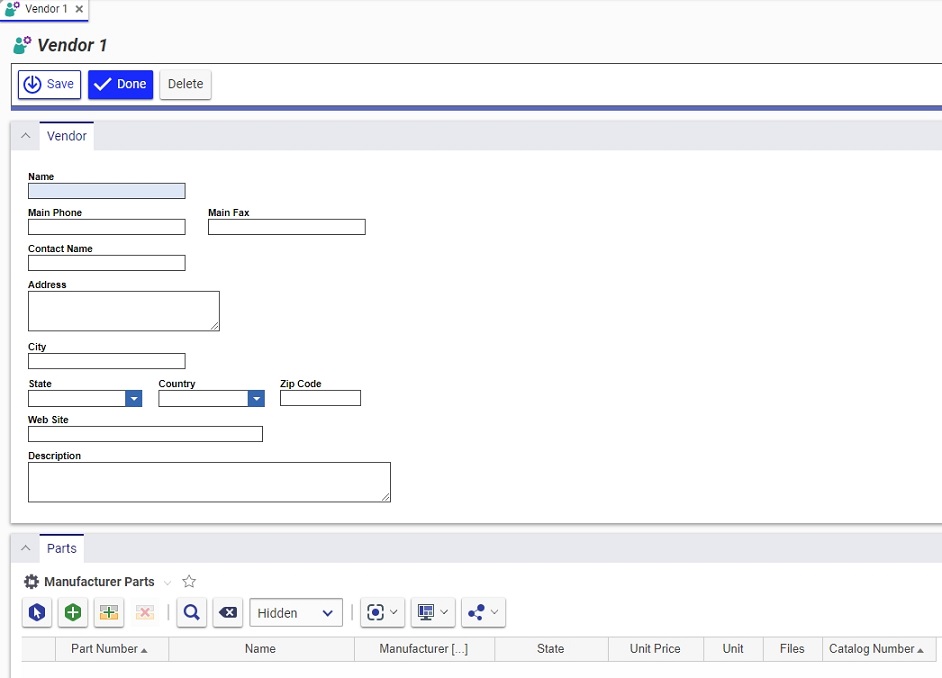 Vendor 1
Vendor 1
Save Done Delete
Vendor
Name
Main Phone Main Fax
Contact Name
Address
City
State Country Zip Code
Web Site
Description
Parts
Manufacturer Parts
Hidden
Part Number Name Manufacturer [...] State Unit Price Unit Files Catalog Number